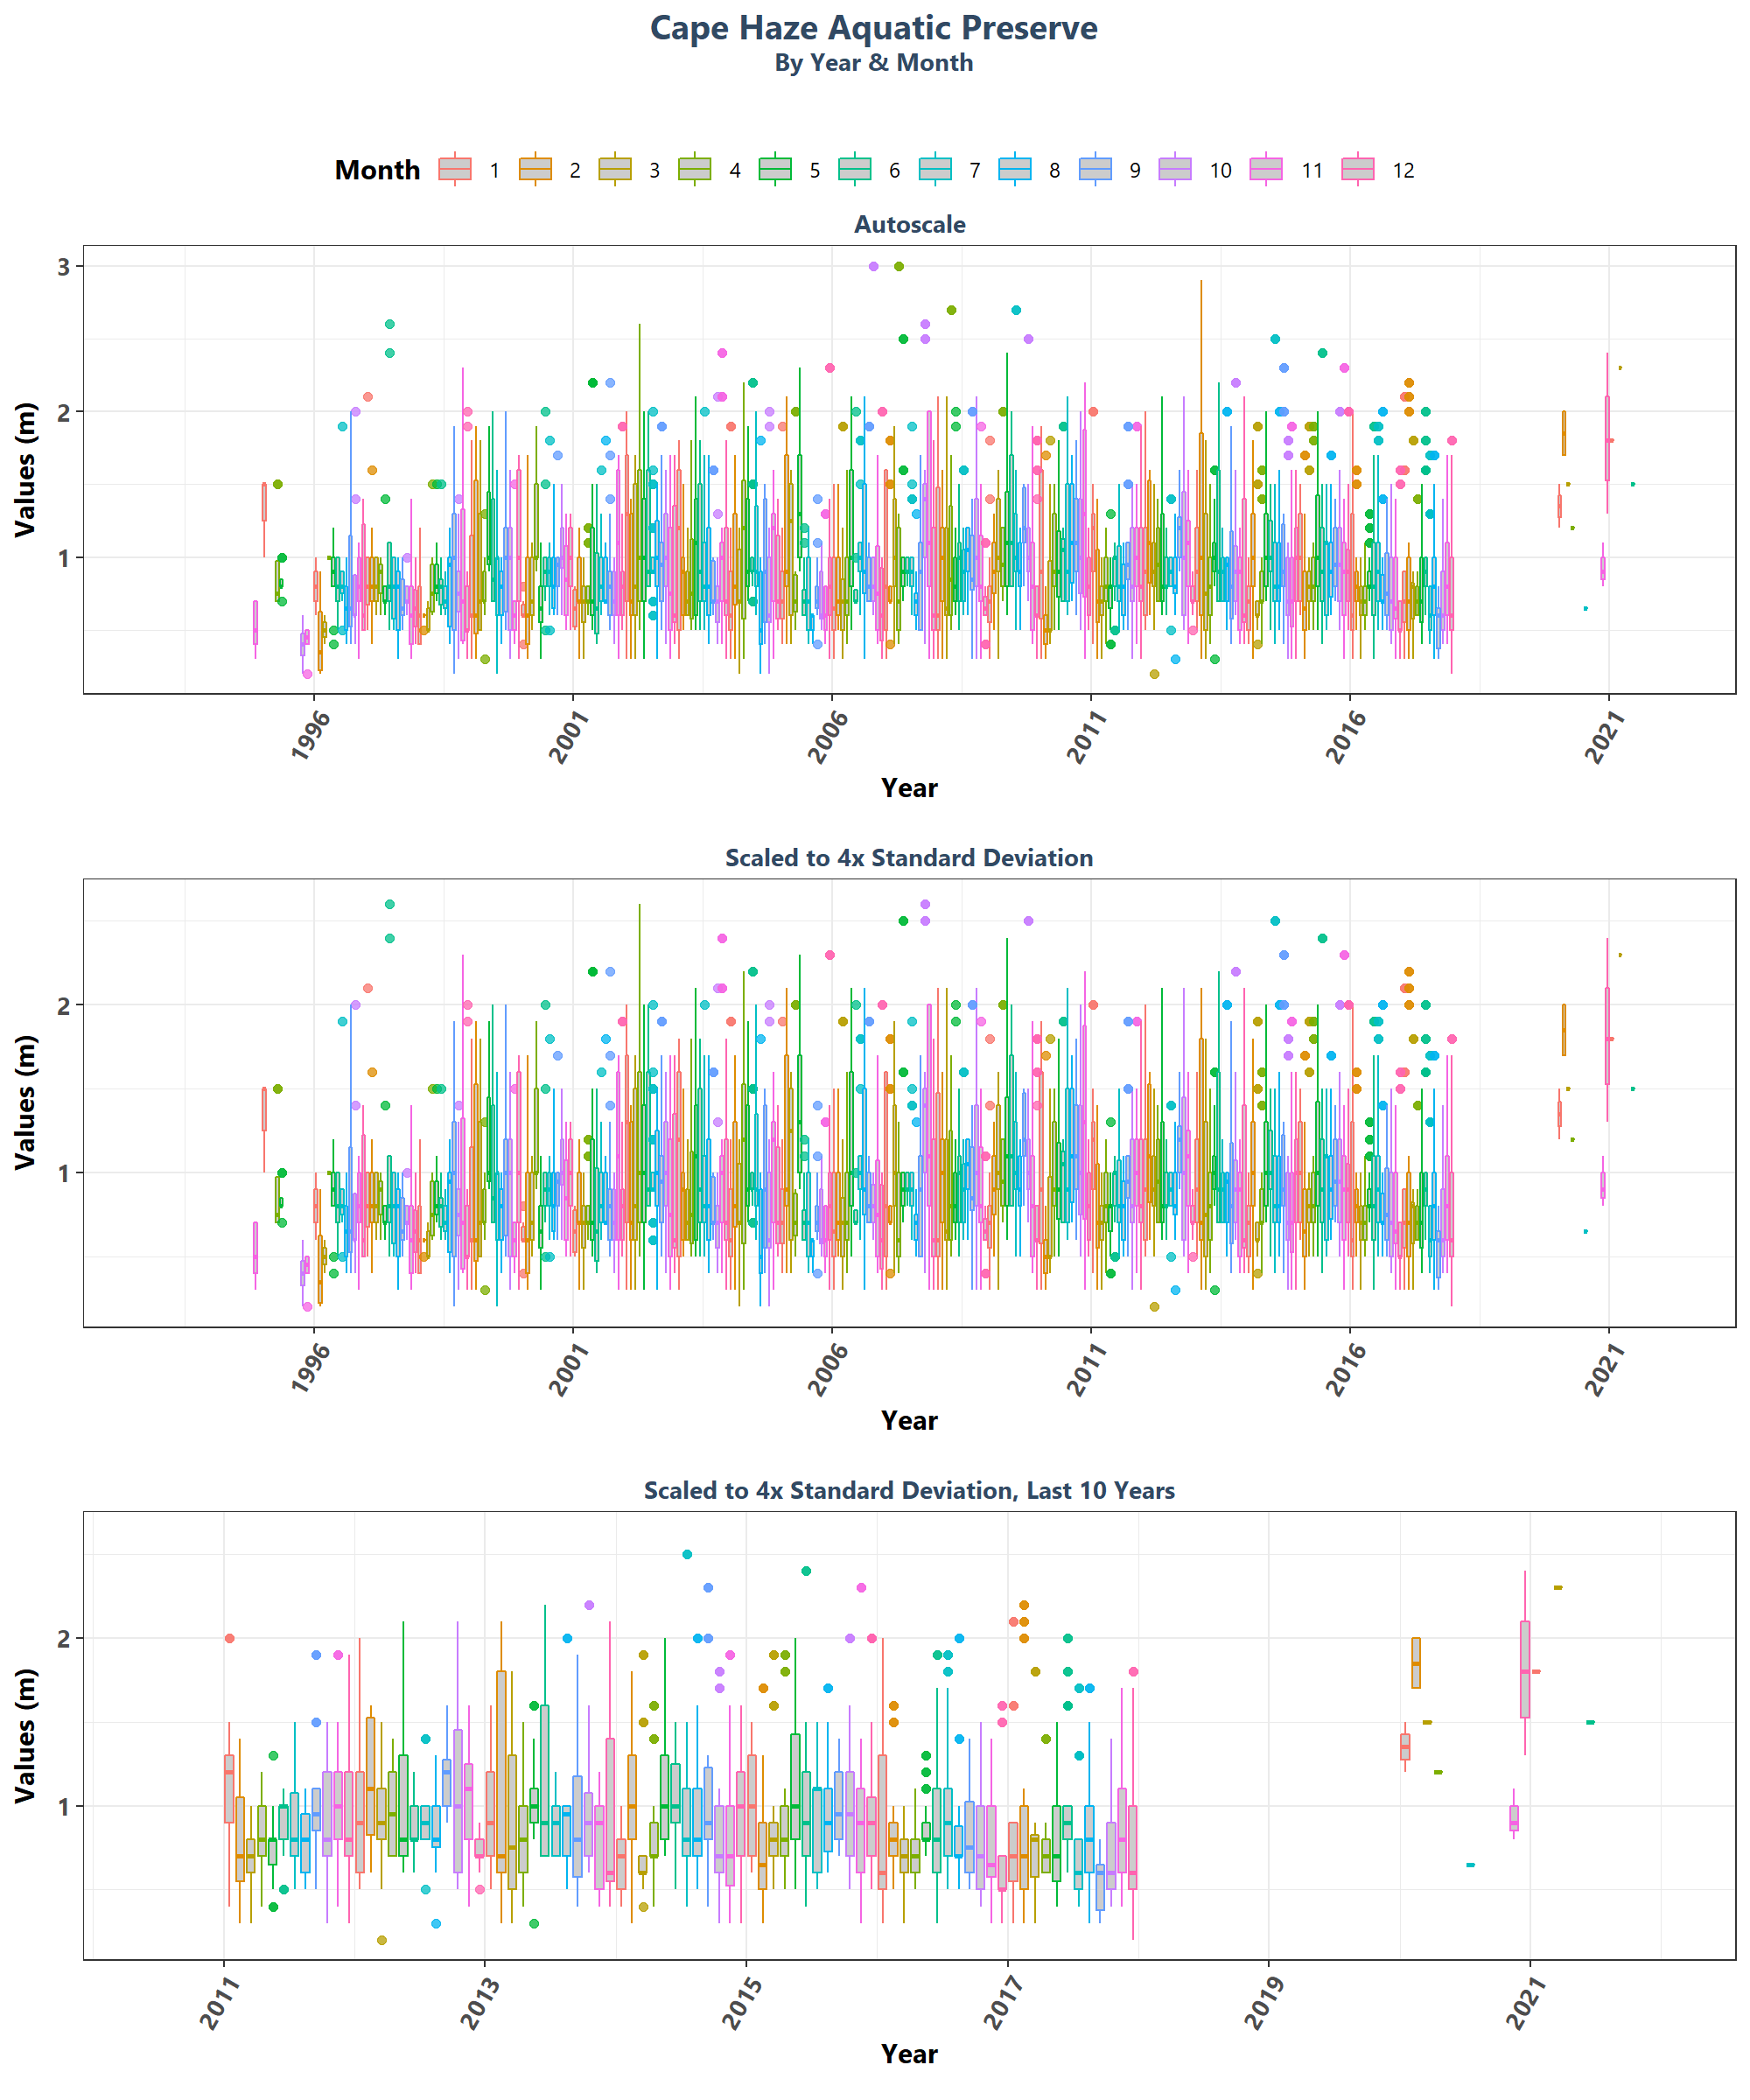 Cape Haze Aquatic Preserve
By Year & Month
Month 1 2 3 4 5 6 7 8 9 10 11 12
Autoscale
Values (m)
3
2
1
1996 2001 2006 2011 2016 2021
Year
Scaled to 4x Standard Deviation
Values (m)
2
1
1996 2001 2006 2011 2016 2021
Year
Scaled to 4x Standard Deviation, Last 10 Years
Values (m)
2
1
2011 2013 2015 2017 2019 2021
Year